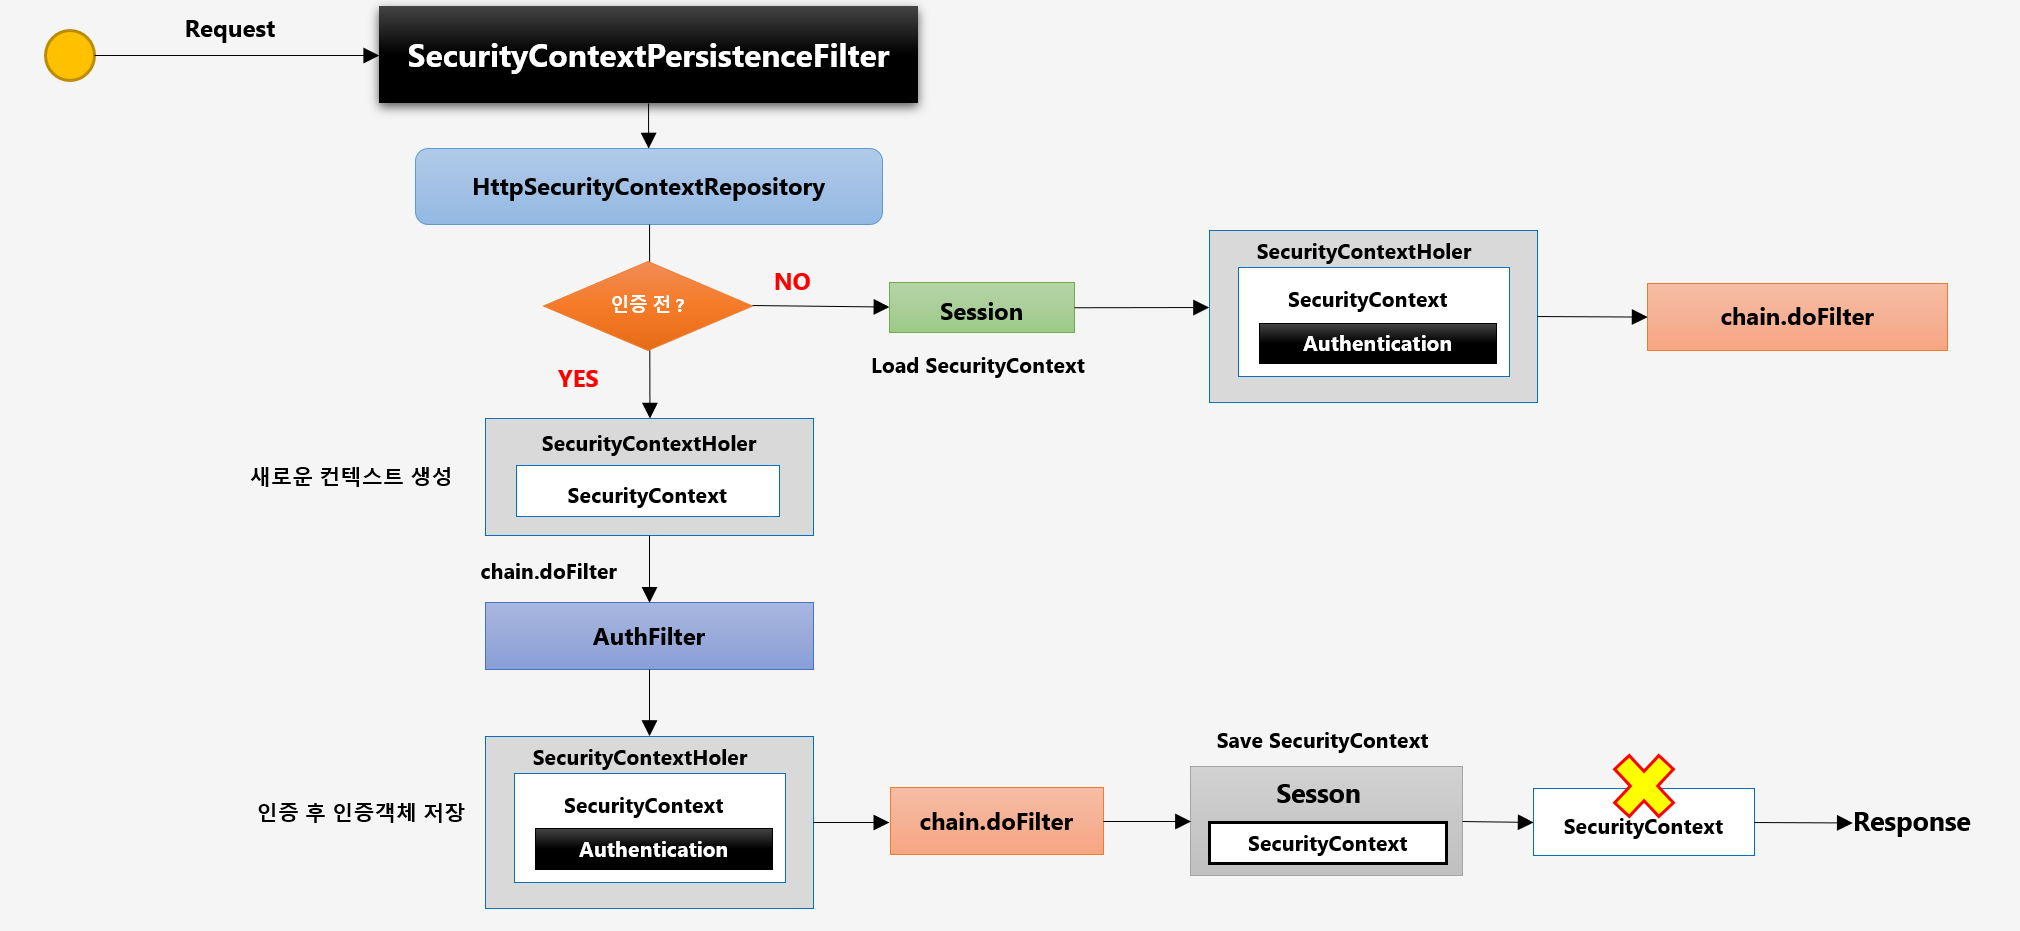 Request
SecurityContextPersistenceFilter
HttpSecurityContextRepository
인증 전 ?
NO
Session
Load SecurityContext
SecurityContextHoler
SecurityContext
Authentication
chain.doFilter
YES
새로운 컨텍스트 생성
SecurityContextHoler
SecurityContext
chain.doFilter
AuthFilter
인증 후 인증객체 저장
SecurityContextHoler
SecurityContext
Authentication
chain.doFilter
Save SecurityContext
Sesson
SecurityContext
SecurityContext
Response